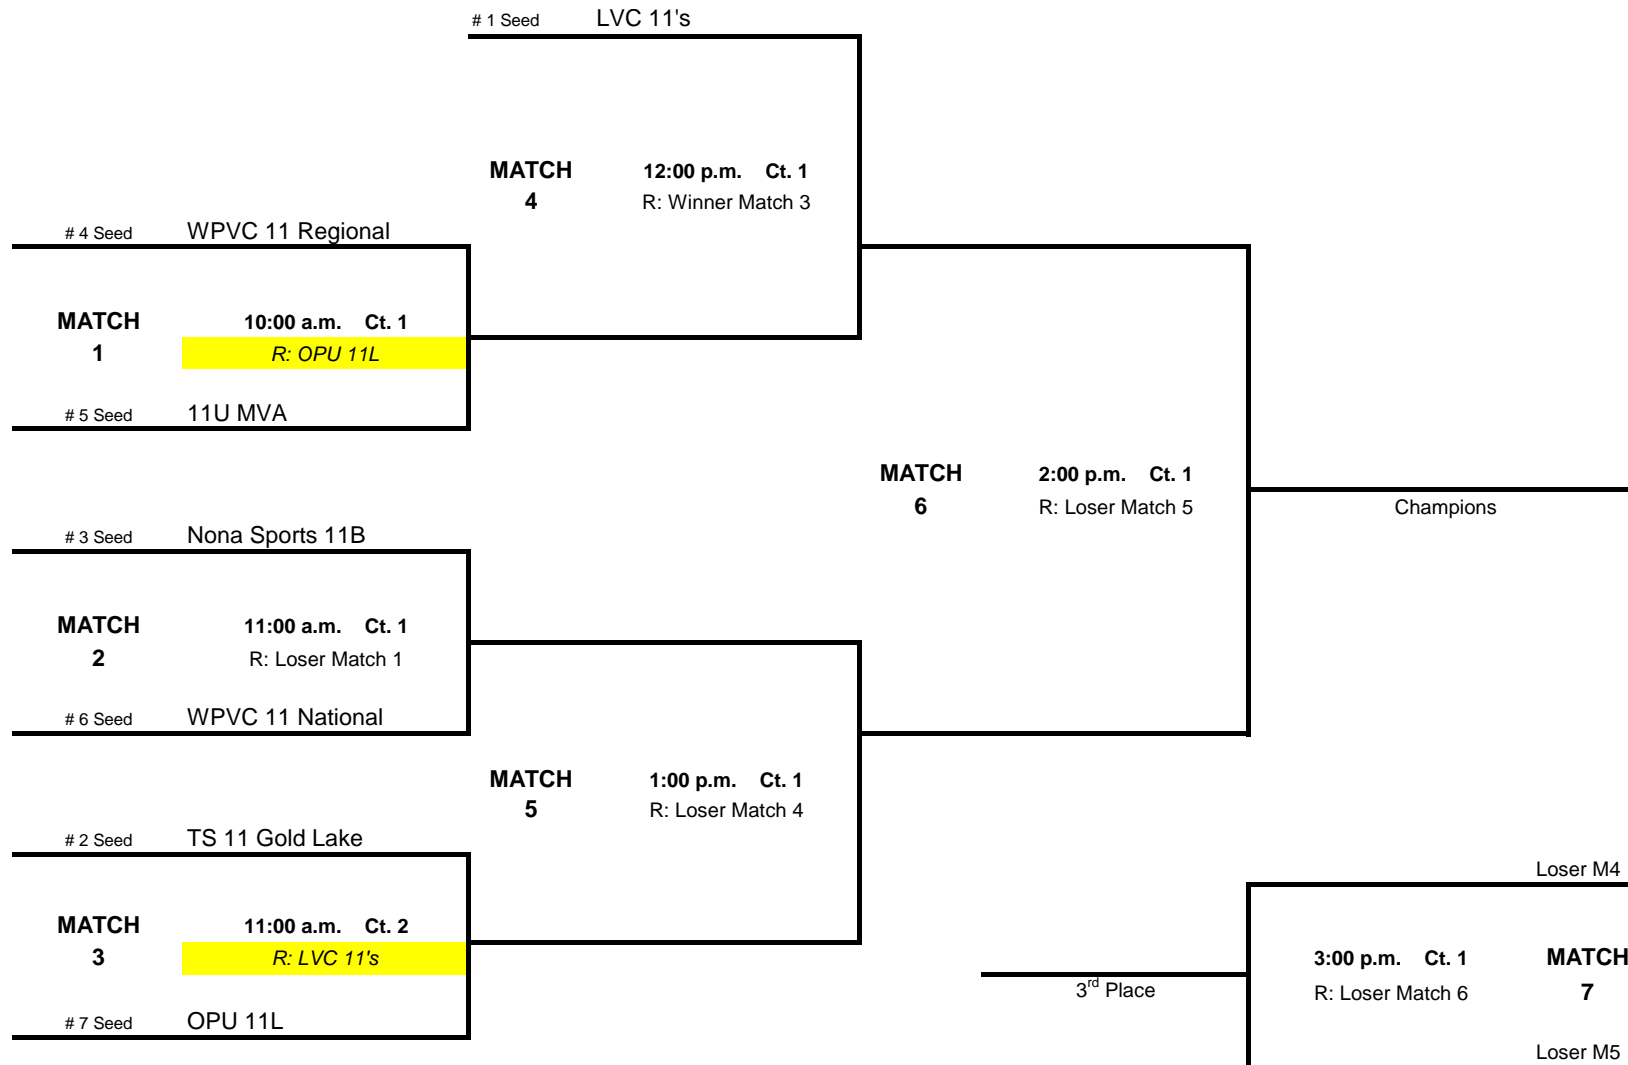 # 1 Seed LVC 11's
MATCH 12:00 p.m. Ct. 1
4 R: Winner Match 3
# 4 Seed WPVC 11 Regional
MATCH 10:00 a.m. Ct. 1
1 R: OPU 11L
# 5 Seed 11U MVA
MATCH 2:00 p.m. Ct. 1
6 R: Loser Match 5
Champions
# 3 Seed Nona Sports 11B
MATCH 11:00 a.m. Ct. 1
2 R: Loser Match 1
# 6 Seed WPVC 11 National
MATCH 1:00 p.m. Ct. 1
5 R: Loser Match 4
# 2 Seed TS 11 Gold Lake
MATCH 11:00 a.m. Ct. 2
3 R: LVC 11's
# 7 Seed OPU 11L
Loser M4
3:00 p.m. Ct. 1 MATCH
R: Loser Match 6 7
3rd Place
Loser M5